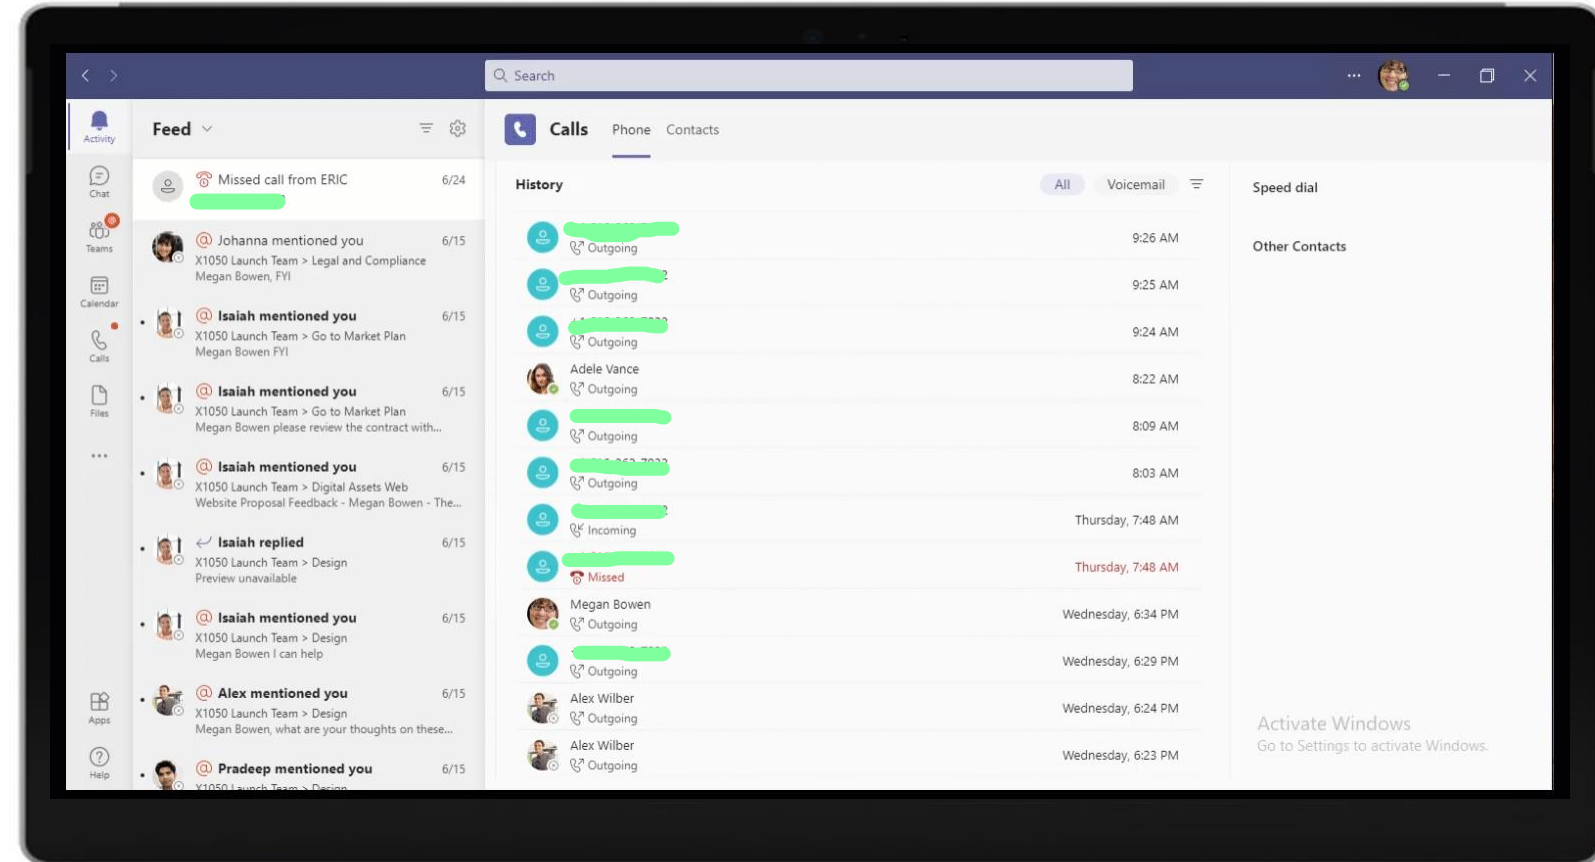 Search
Activity
Chat
Teams
Calendar
Calls
Files
Apps
Help
Feed
Missed call from ERIC 6/24
@ Johanna mentioned you 6/15
X1050 Launch Team > Legal and Compliance
Megan Bowen, FYI
@ Isaiah mentioned you 6/15
X1050 Launch Team > Go to Market Plan
Megan Bowen FYI
@ Isaiah mentioned you 6/15
X1050 Launch Team > Go to Market Plan
Megan Bowen please review the contract with...
@ Isaiah mentioned you 6/15
X1050 Launch Team > Digital Assets Web
Website Proposal Feedback - Megan Bowen - The...
Isaiah replied 6/15
X1050 Launch Team > Design
Preview unavailable
@ Isaiah mentioned you 6/15
X1050 Launch Team > Design
Megan Bowen I can help
@ Alex mentioned you 6/15
X1050 Launch Team > Design
Megan Bowen, what are your thoughts on these...
@ Pradeep mentioned you 6/15
X1050 Launch Team > Design
Calls Phone Contacts
History All Voicemail
Outgoing 9:26 AM
Outgoing 9:25 AM
Outgoing 9:24 AM
Adele Vance
Outgoing 8:22 AM
Outgoing 8:09 AM
Outgoing 8:03 AM
Incoming Thursday, 7:48 AM
Missed Thursday, 7:48 AM
Megan Bowen
Outgoing Wednesday, 6:34 PM
Outgoing Wednesday, 6:29 PM
Alex Wilber
Outgoing Wednesday, 6:24 PM
Alex Wilber
Outgoing Wednesday, 6:23 PM
Speed dial
Other Contacts
Activate Windows
Go to Settings to activate Windows.